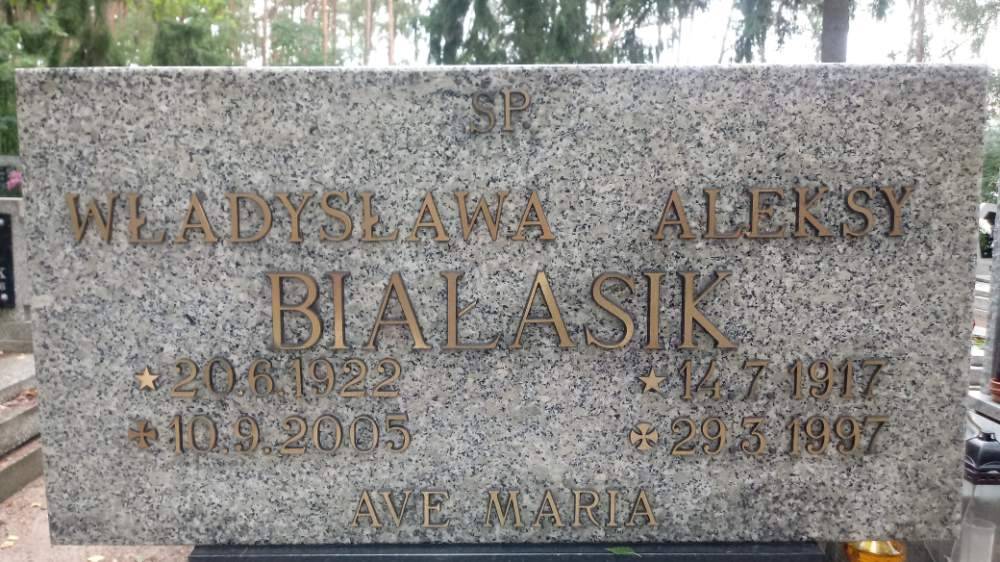 SP.
WŁADYSŁAWA ALEKSY
BIAŁASIK
★ 20.6.1922 ★ 14.7.1917
✠ 10.9.2005 ✠ 29.3.1997
AVE MARIA